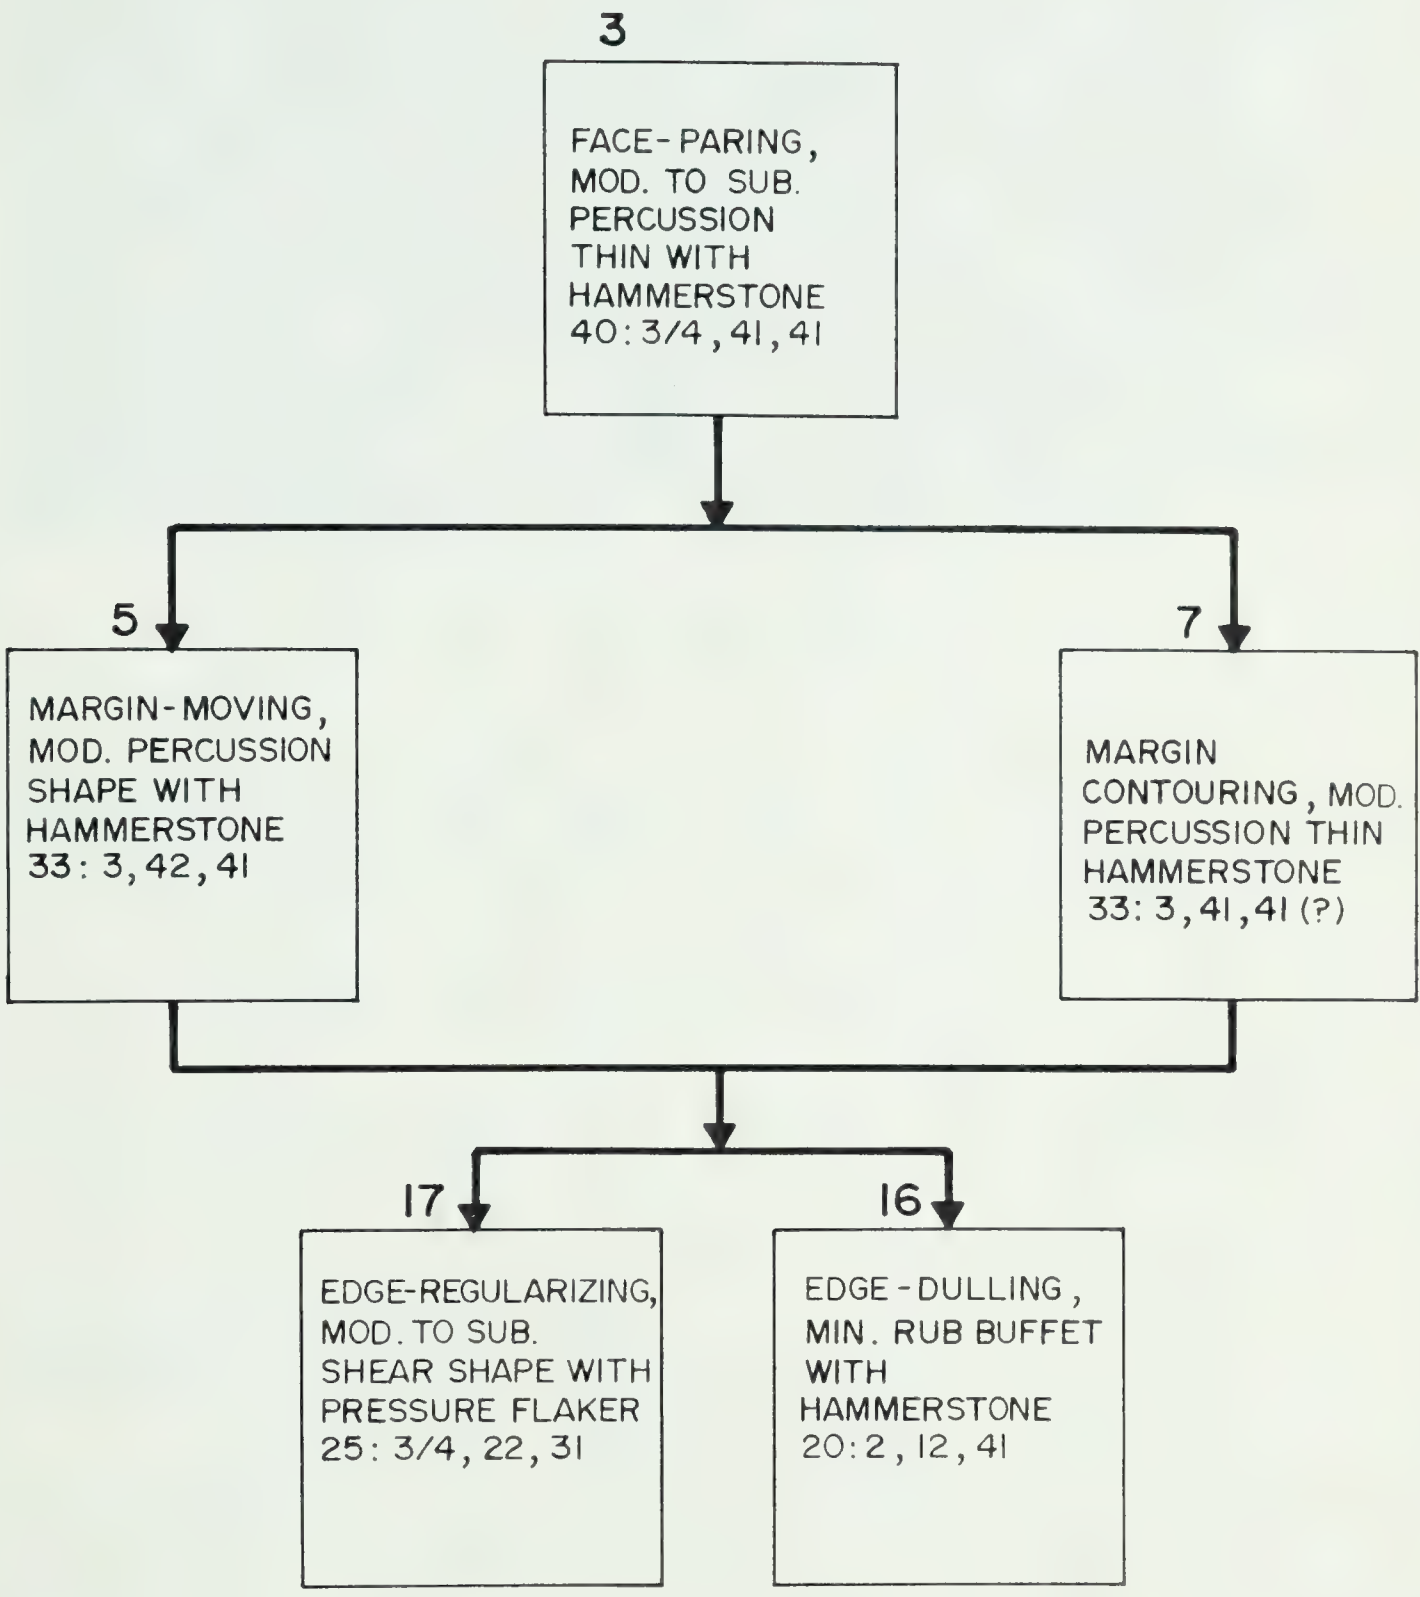 3
FACE-PARING,
MOD. TO SUB.
PERCUSSION
THIN WITH
HAMMERSTONE
40: 3/4, 41, 41
5
MARGIN-MOVING,
MOD. PERCUSSION
SHAPE WITH
HAMMERSTONE
33: 3, 42, 41
7
MARGIN
CONTOURING, MOD.
PERCUSSION THIN
HAMMERSTONE
33: 3, 41, 41 (?)
17
EDGE-REGULARIZING,
MOD. TO SUB.
SHEAR SHAPE WITH
PRESSURE FLAKER
25: 3/4, 22, 31
16
EDGE-DULLING,
MIN. RUB BUFFET
WITH
HAMMERSTONE
20: 2, 12, 41